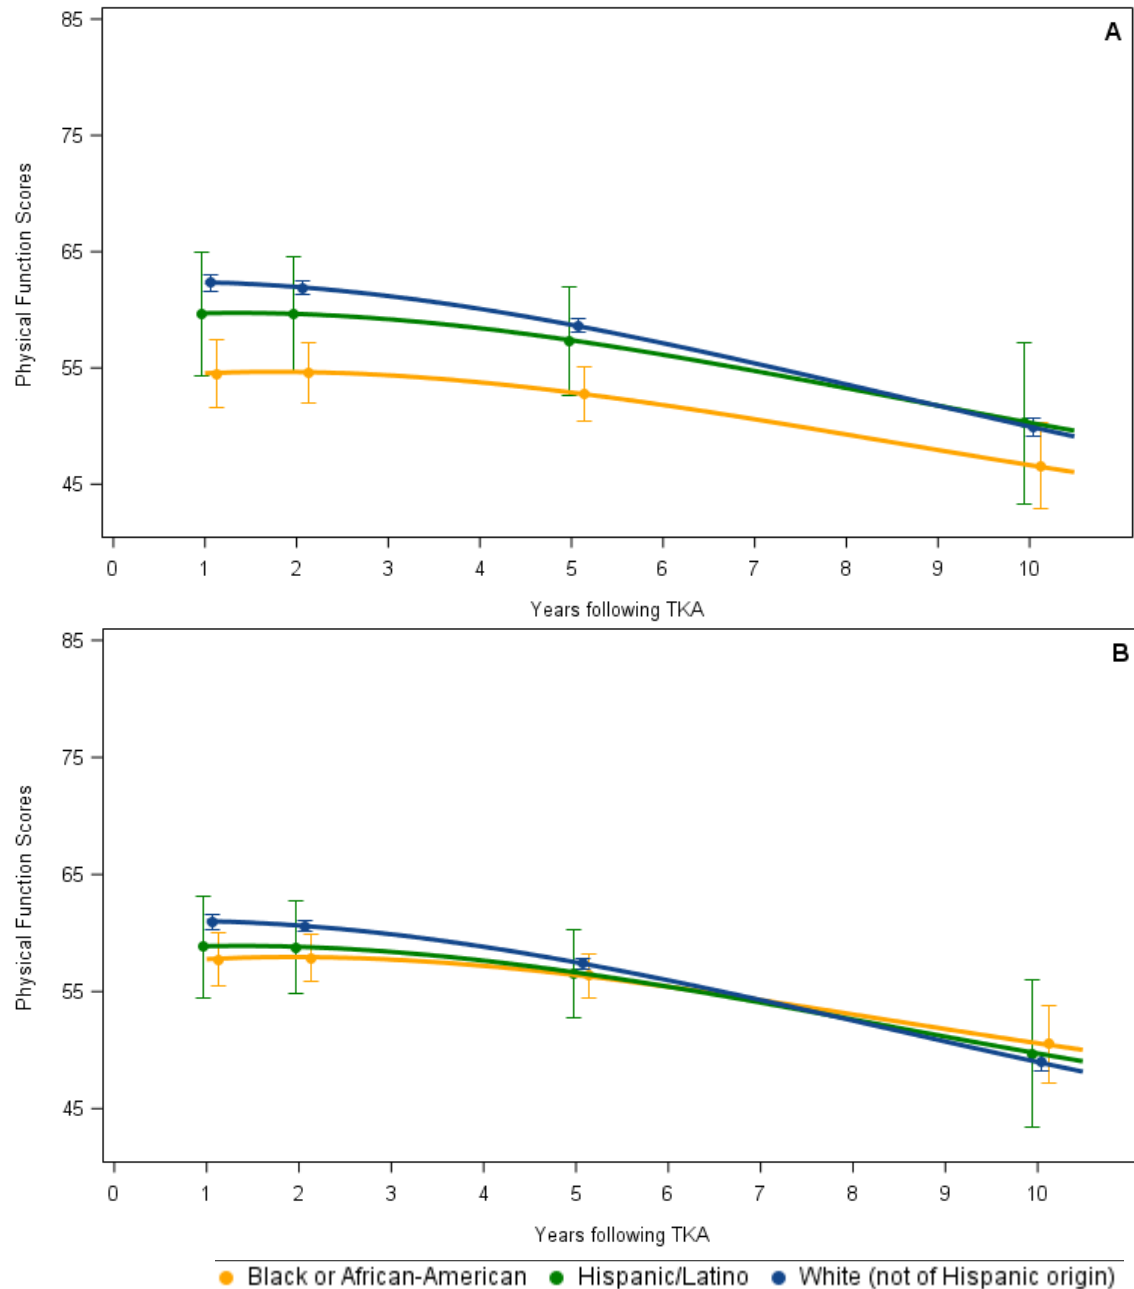 A
85
75
65
55
45
Physical Function Scores
0 1 2 3 4 5 6 7 8 9 10
Years following TKA
B
85
75
65
55
45
Physical Function Scores
0 1 2 3 4 5 6 7 8 9 10
Years following TKA
Black or African-American Hispanic/Latino White (not of Hispanic origin)